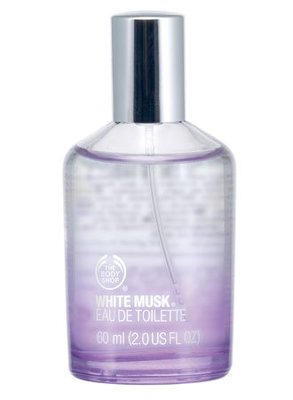 THE
BODY
SHOP
®
WHITE MUSK®
EAU DE TOILETTE
60 ml (2.0 US FL OZ)